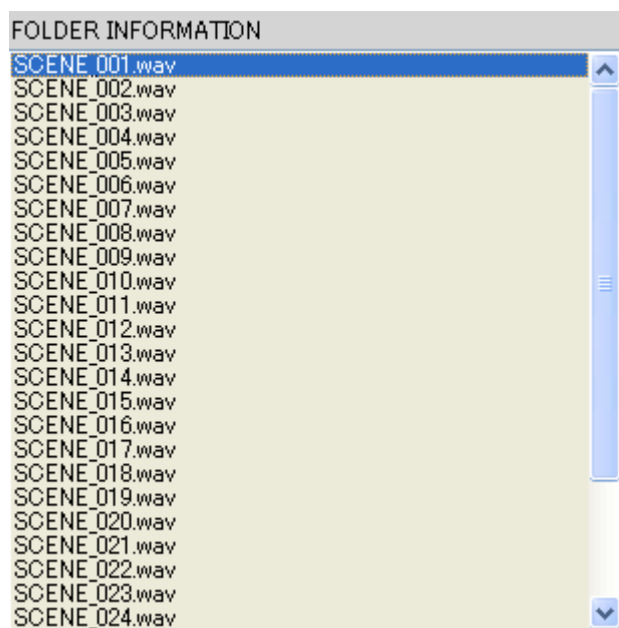 FOLDER INFORMATION
SCENE_001.wav
SCENE_002.wav
SCENE_003.wav
SCENE_004.wav
SCENE_005.wav
SCENE_006.wav
SCENE_007.wav
SCENE_008.wav
SCENE_009.wav
SCENE_010.wav
SCENE_011.wav
SCENE_012.wav
SCENE_013.wav
SCENE_014.wav
SCENE_015.wav
SCENE_016.wav
SCENE_017.wav
SCENE_018.wav
SCENE_019.wav
SCENE_020.wav
SCENE_021.wav
SCENE_022.wav
SCENE_023.wav
SCENE_024.wav